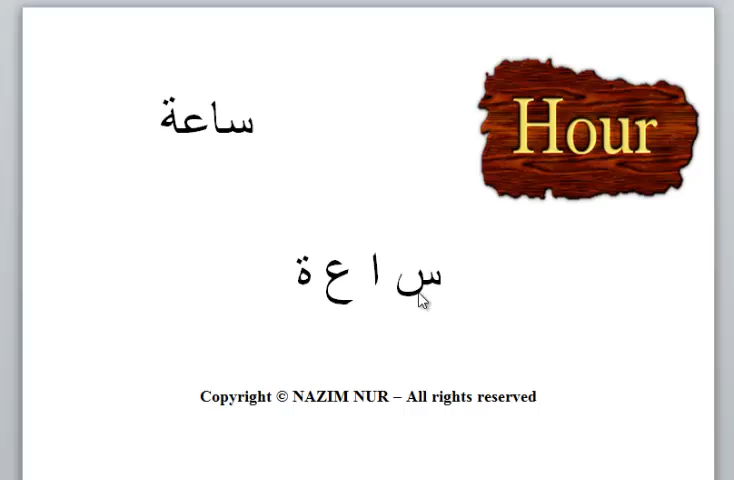 ساعة
Hour
س ا ع ة
Copyright © NAZIM NUR – All rights reserved